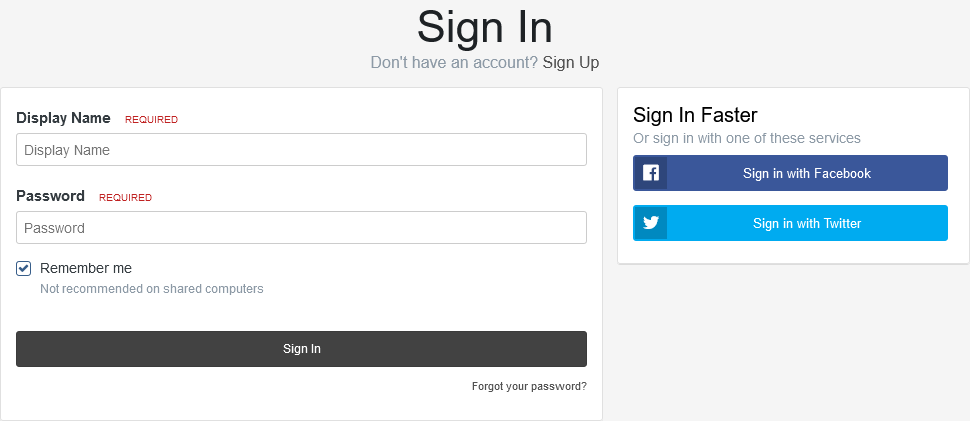 Sign In
Don't have an account? Sign Up
Display Name REQUIRED
Display Name
Password REQUIRED
Password
Remember me
Not recommended on shared computers
Sign In
Forgot your password?
Sign In Faster
Or sign in with one of these services
Sign in with Facebook
Sign in with Twitter